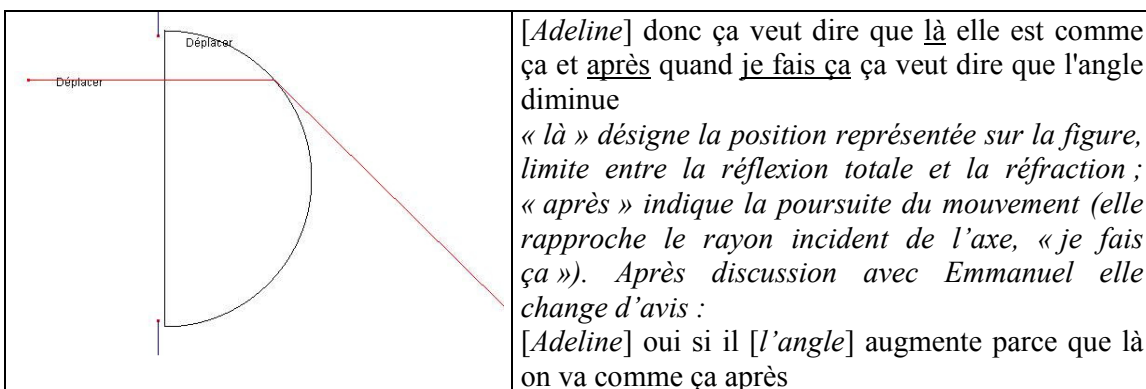 Déplacer
Déplacer
[Adeline] donc ça veut dire que là elle est comme
ça et après quand je fais ça ça veut dire que l'angle
diminue
« là » désigne la position représentée sur la figure,
limite entre la réflexion totale et la réfraction ;
« après » indique la poursuite du mouvement (elle
rapproche le rayon incident de l’axe, « je fais
ça »). Après discussion avec Emmanuel elle
change d’avis :
[Adeline] oui si il [l’angle] augmente parce que là
on va comme ça après